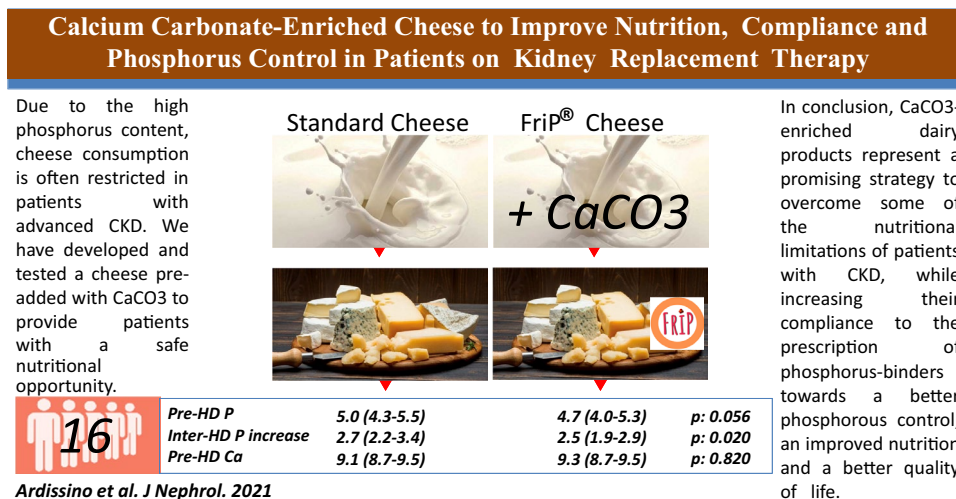 Calcium Carbonate-Enriched Cheese to Improve Nutrition, Compliance and
Phosphorus Control in Patients on Kidney Replacement Therapy
Due to the high
phosphorus content,
cheese consumption
is often restricted in
patients with
advanced CKD. We
have developed and
tested a cheese pre-
added with CaCO3 to
provide patients
with a safe
nutritional
opportunity.
Standard Cheese
FriP® Cheese
+ CaCO3
FRiP
16
Pre-HD P 5.0 (4.3-5.5) 4.7 (4.0-5.3) p: 0.056
Inter-HD P increase 2.7 (2.2-3.4) 2.5 (1.9-2.9) p: 0.020
Pre-HD Ca 9.1 (8.7-9.5) 9.3 (8.7-9.5) p: 0.820
Ardissino et al. J Nephrol. 2021
In conclusion, CaCO3-
enriched dairy
products represent a
promising strategy to
overcome some of
the nutritional
limitations of patients
with CKD, while
increasing their
compliance to the
prescription of
phosphorus-binders
towards a better
phosphorous control,
an improved nutrition
and a better quality
of life.